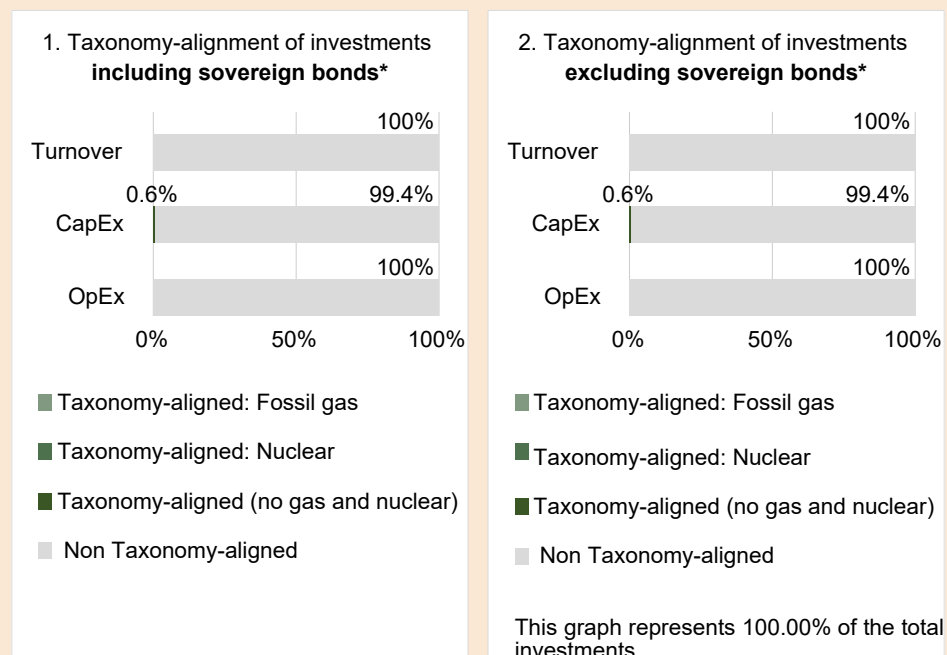 1. Taxonomy-alignment of investments
including sovereign bonds*
100%
Turnover
0.6% 99.4%
CapEx
100%
OpEx
0% 50% 100%
Taxonomy-aligned: Fossil gas
Taxonomy-aligned: Nuclear
Taxonomy-aligned (no gas and nuclear)
Non Taxonomy-aligned
2. Taxonomy-alignment of investments
excluding sovereign bonds*
100%
Turnover
0.6% 99.4%
CapEx
100%
OpEx
0% 50% 100%
Taxonomy-aligned: Fossil gas
Taxonomy-aligned: Nuclear
Taxonomy-aligned (no gas and nuclear)
Non Taxonomy-aligned
This graph represents 100.00% of the total
investments